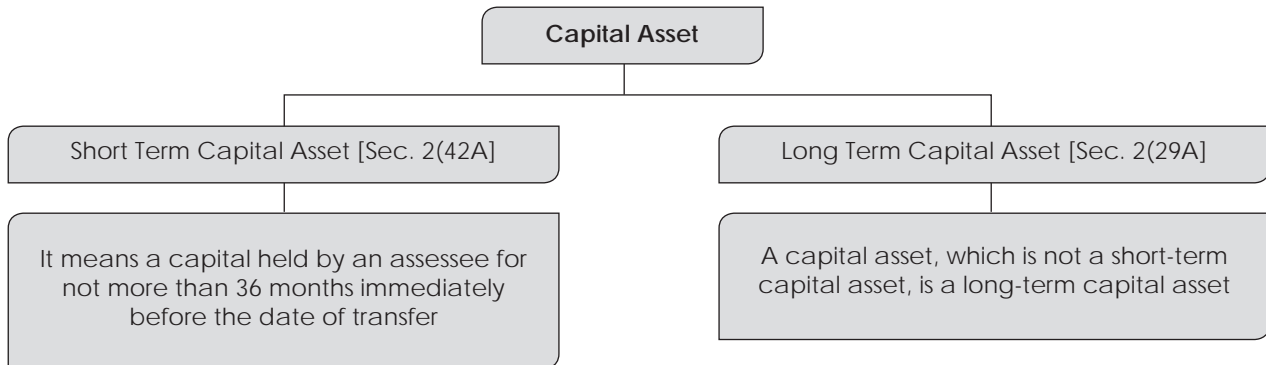 Capital Asset
Short Term Capital Asset [Sec. 2(42A]
Long Term Capital Asset [Sec. 2(29A]
It means a capital held by an assessee for
not more than 36 months immediately
before the date of transfer
A capital asset, which is not a short-term
capital asset, is a long-term capital asset